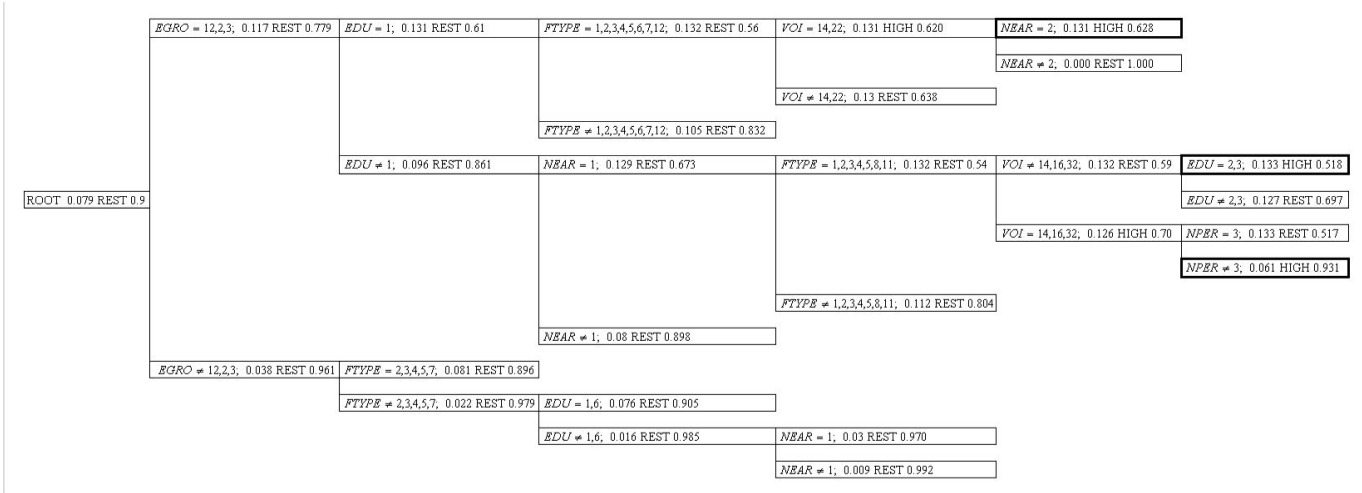 EGRO = 12,2,3; 0.117 REST 0.779 EDU = 1; 0.131 REST 0.61 FTYPE = 1,2,3,4,5,6,7,12; 0.132 REST 0.56 VOI = 14,22; 0.131 HIGH 0.620 NEAR = 2; 0.131 HIGH 0.628
NEAR ≠ 2; 0.000 REST 1.000
VOI ≠ 14,22; 0.13 REST 0.638
FTYPE ≠ 1,2,3,4,5,6,7,12; 0.105 REST 0.832
EDU ≠ 1; 0.096 REST 0.861 NEAR = 1; 0.129 REST 0.673 FTYPE = 1,2,3,4,5,8,11; 0.132 REST 0.54 VOI ≠ 14,16,32; 0.132 REST 0.59 EDU = 2,3; 0.133 HIGH 0.518
ROOT 0.079 REST 0.9 EDU ≠ 2,3; 0.127 REST 0.697
VOI = 14,16,32; 0.126 HIGH 0.70 NPER = 3; 0.133 REST 0.517
NPER ≠ 3; 0.061 HIGH 0.931
FTYPE ≠ 1,2,3,4,5,8,11; 0.112 REST 0.804
NEAR ≠ 1; 0.08 REST 0.898
EGRO ≠ 12,2,3; 0.038 REST 0.961 FTYPE = 2,3,4,5,7; 0.081 REST 0.896
FTYPE ≠ 2,3,4,5,7; 0.022 REST 0.979 EDU = 1,6; 0.076 REST 0.905
EDU ≠ 1,6; 0.016 REST 0.985 NEAR = 1; 0.03 REST 0.970
NEAR ≠ 1; 0.009 REST 0.992